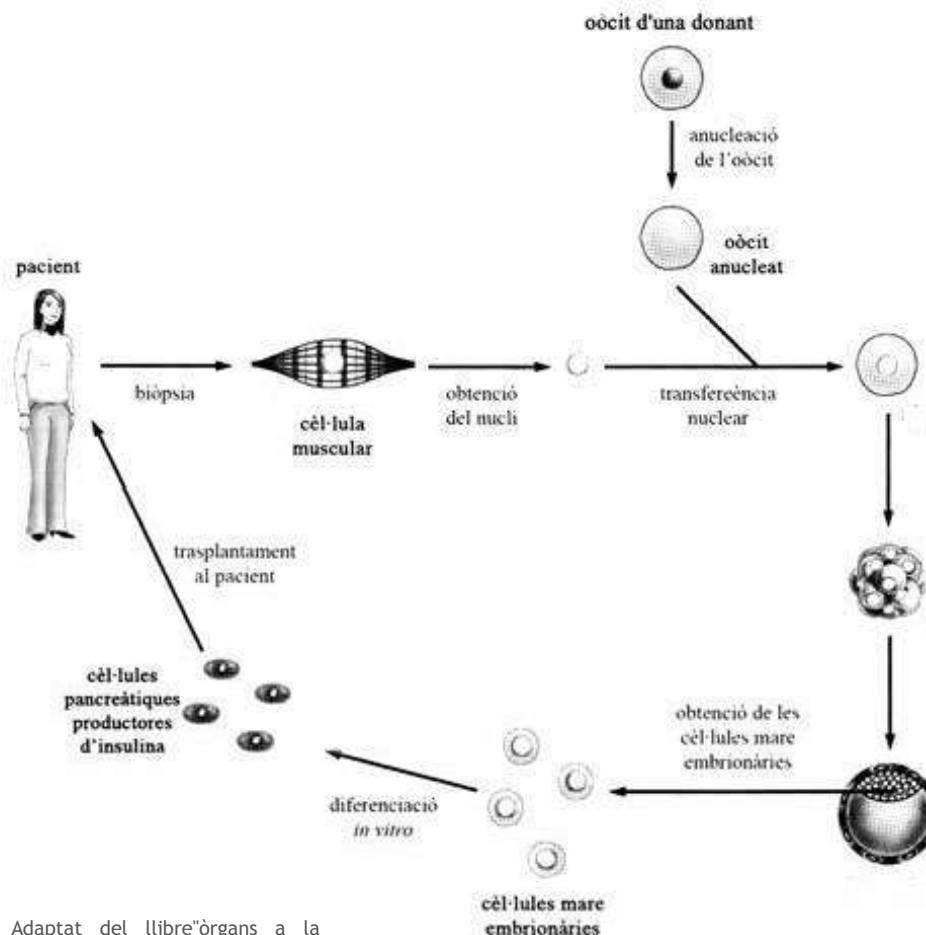 oòcit d'una donant
anucleació
de l'oòcit
oòcit
anucleat
pacient
biòpsia
cèl·lula
muscular
obtenció
del nucli
transfereència
nuclear
trasplantament
al pacient
cèl·lules
pancreàtiques
productores
d'insulina
obtenció de les
cèl·lules mare
embrionàries
diferenciació
in vitro
cèl·lules mare
embrionàries
Adaptat del llibre"òrgans a la